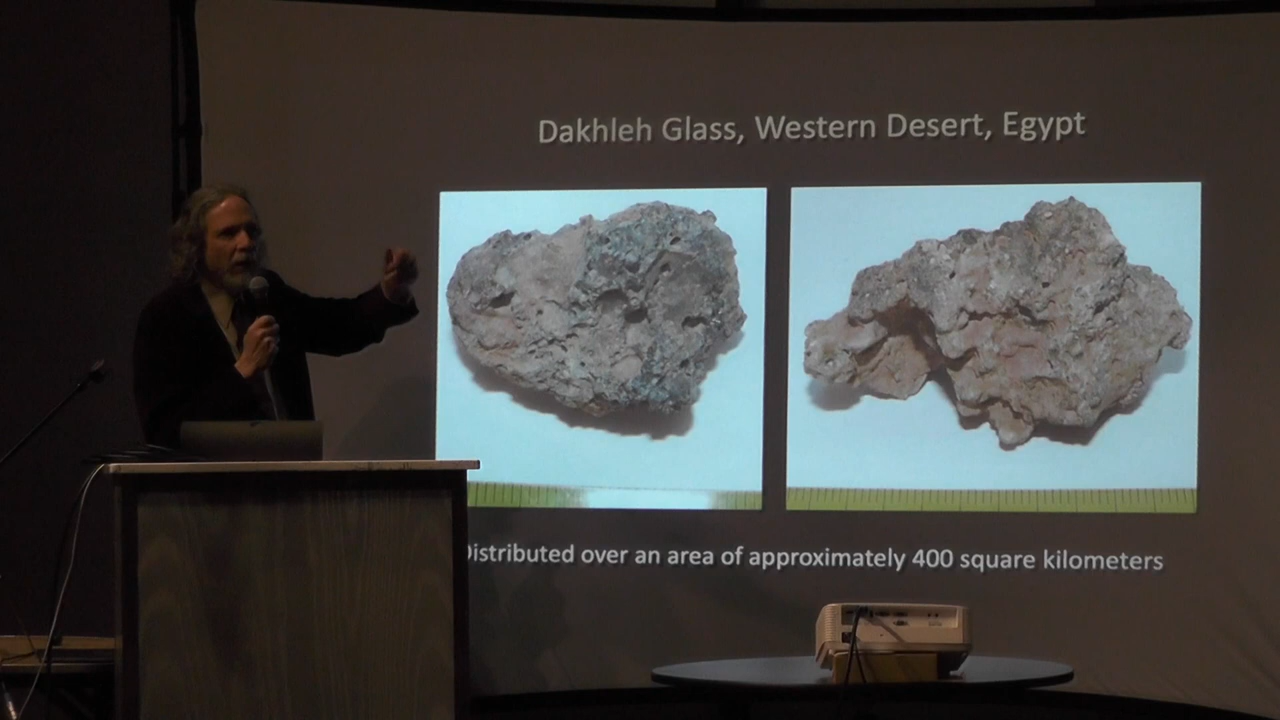 Dakhleh Glass, Western Desert, Egypt
Distributed over an area of approximately 400 square kilometers